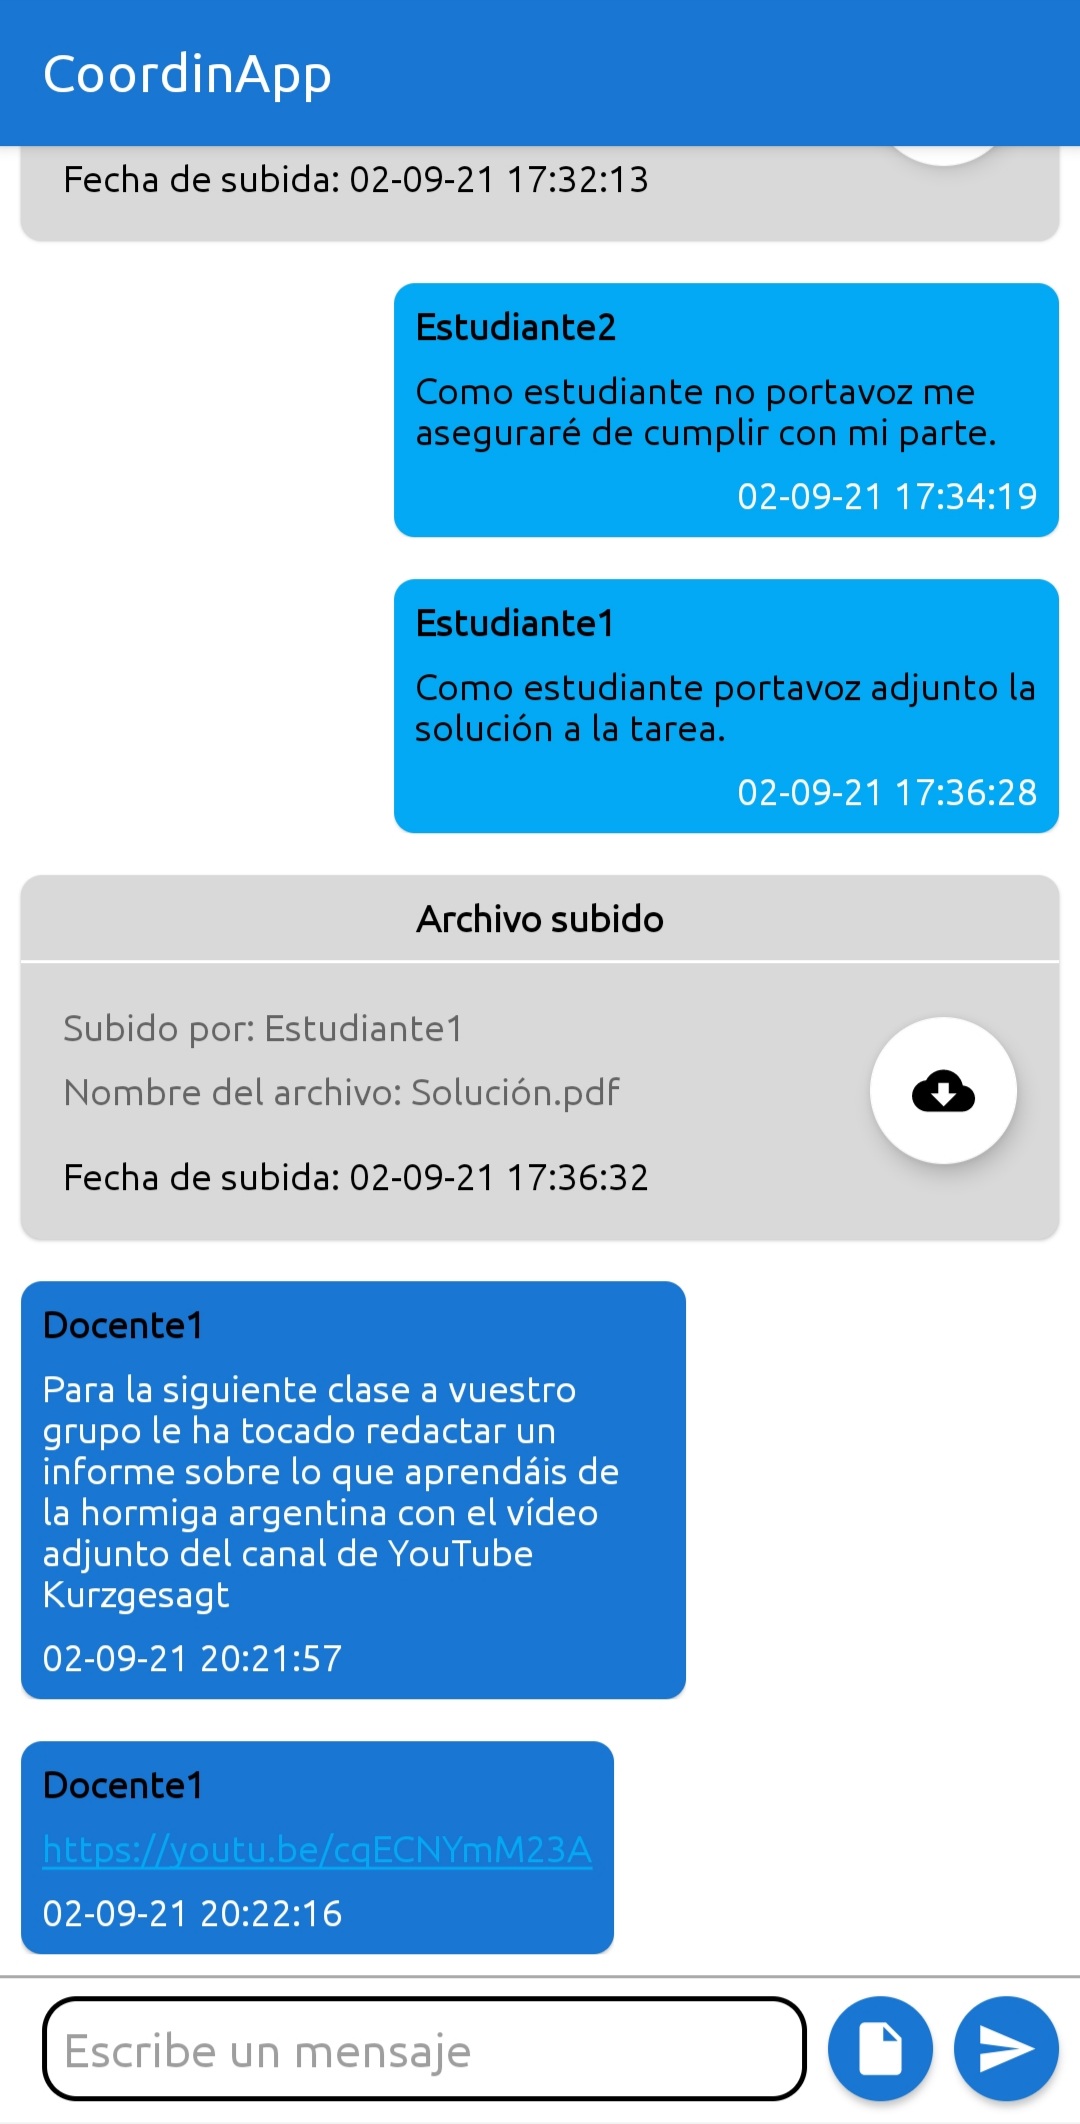 CoordinApp
Fecha de subida: 02-09-21 17:32:13
Estudiante2
Como estudiante no portavoz me
aseguraré de cumplir con mi parte.
02-09-21 17:34:19
Estudiante1
Como estudiante portavoz adjunto la
solución a la tarea.
02-09-21 17:36:28
Archivo subido
Subido por: Estudiante1
Nombre del archivo: Solución.pdf
Fecha de subida: 02-09-21 17:36:32
Docente1
Para la siguiente clase a vuestro
grupo le ha tocado redactar un
informe sobre lo que aprendáis de
la hormiga argentina con el vídeo
adjunto del canal de YouTube
Kurzgesagt
02-09-21 20:21:57
Docente1
https://youtu.be/cqECNYmM23A
02-09-21 20:22:16
Escribe un mensaje